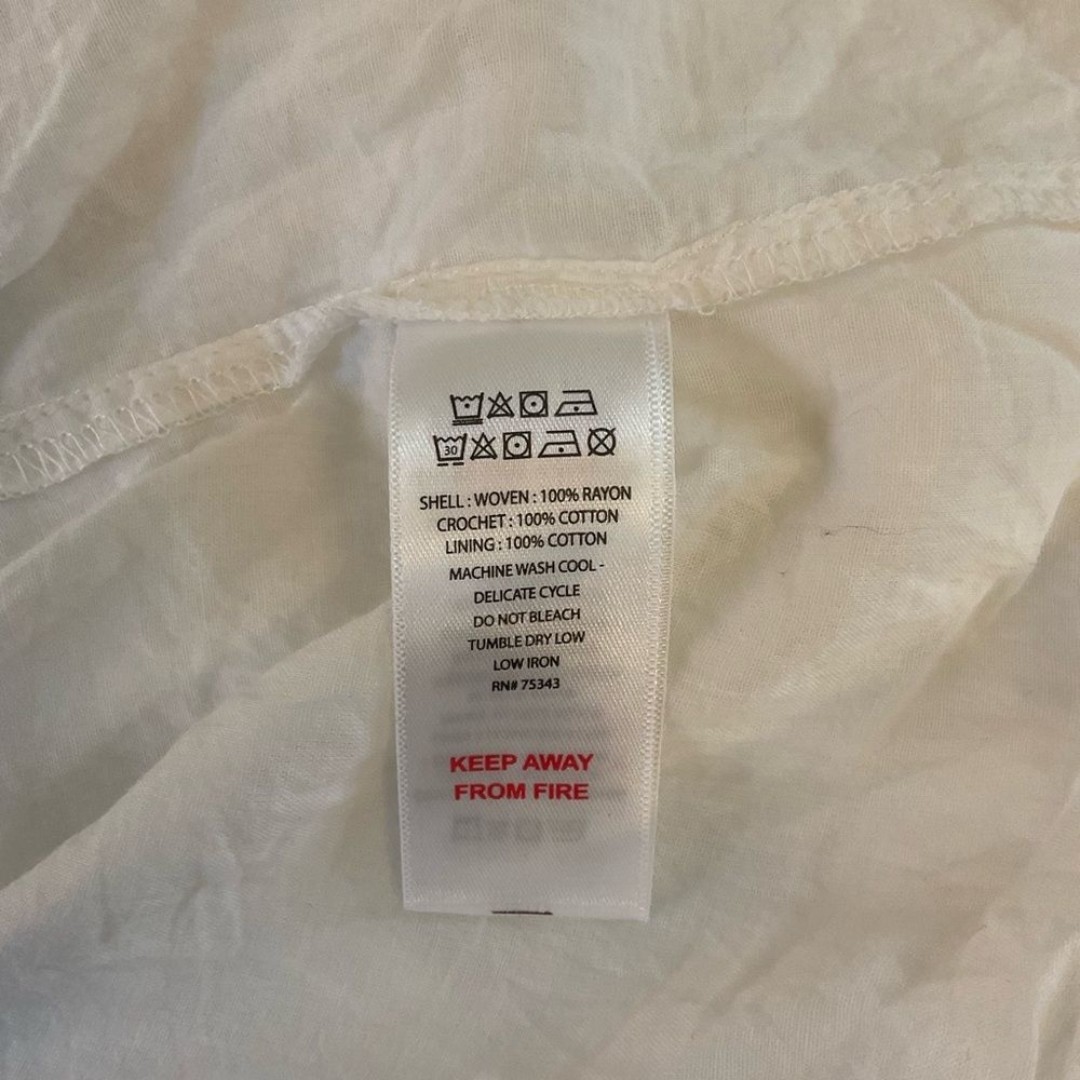 30
SHELL : WOVEN : 100% RAYON
CROCHET : 100% COTTON
LINING : 100% COTTON
MACHINE WASH COOL -
DELICATE CYCLE
DO NOT BLEACH
TUMBLE DRY LOW
LOW IRON
RN# 75343
KEEP AWAY
FROM FIRE